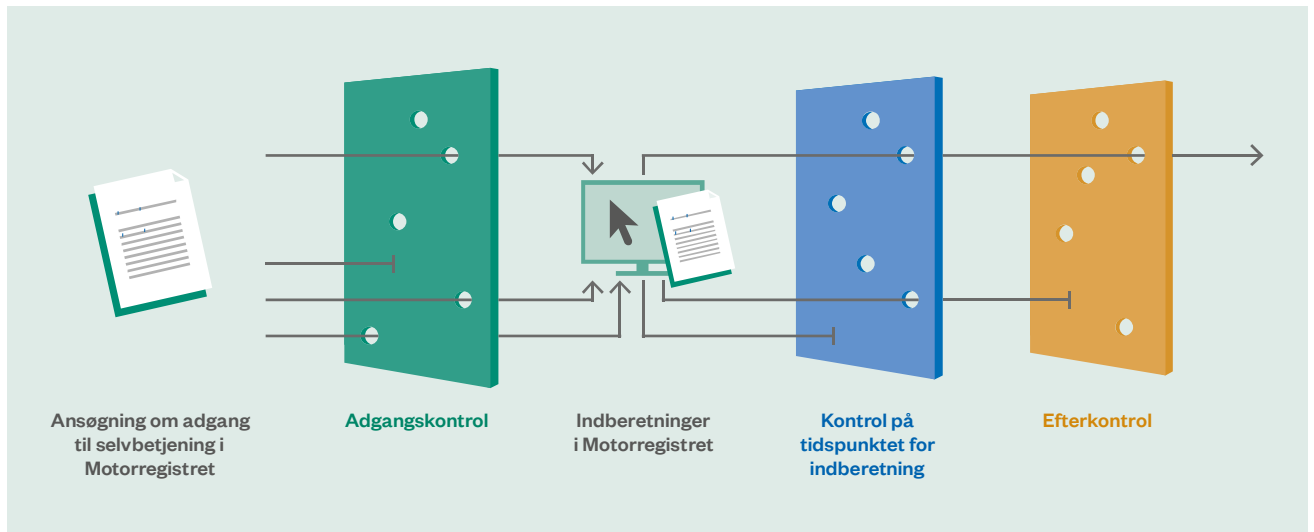 Ansøgning om adgang
til selvbetjening i
Motorregistret
Adgangskontrol
Indberetninger
i Motorregistret
Kontrol på
tidspunktet for
indberetning
Efterkontrol